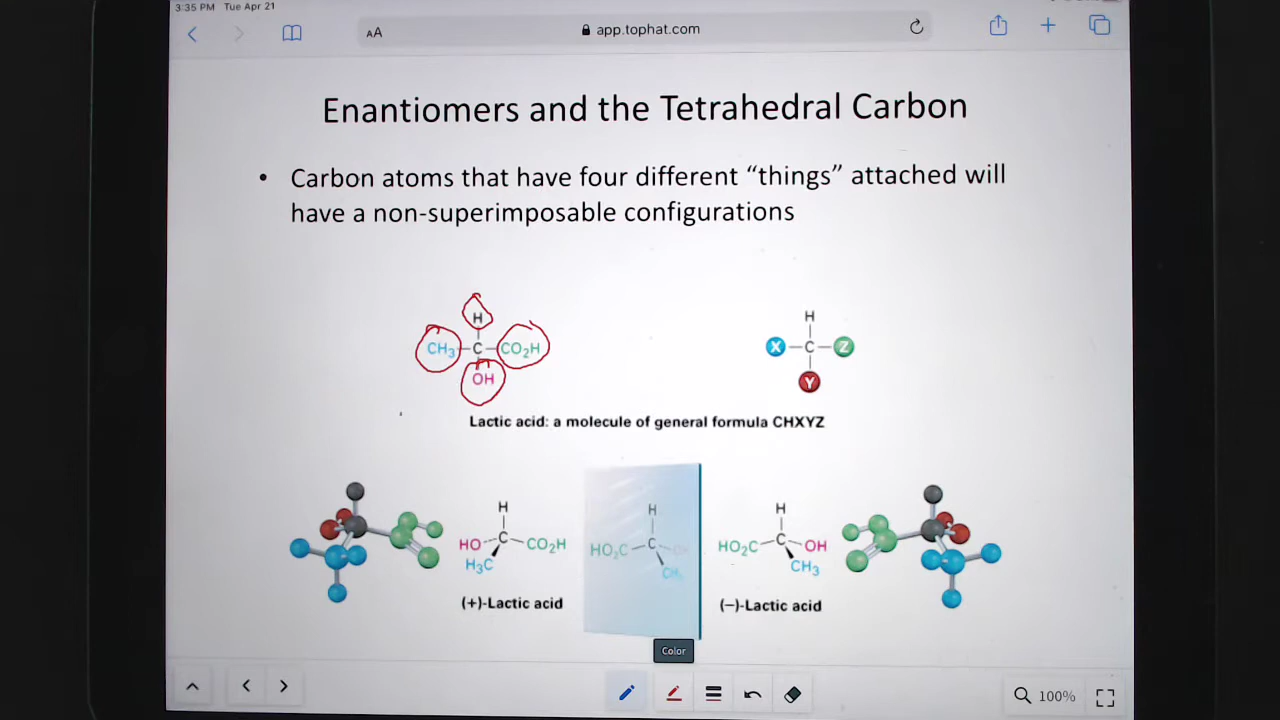 3:35 PM Tue Apr 21
AA
app.tophat.com
Enantiomers and the Tetrahedral Carbon
• Carbon atoms that have four different “things” attached will
have a non-superimposable configurations
H
CH₃ C CO₂H
OH
H
X C Z
Y
Lactic acid: a molecule of general formula CHXYZ
H
HO C CO₂H
H₃C
(+)-Lactic acid
H
HO₂C C OH
CH₃
H
HO₂C C OH
CH₃
(−)-Lactic acid
Color
100%